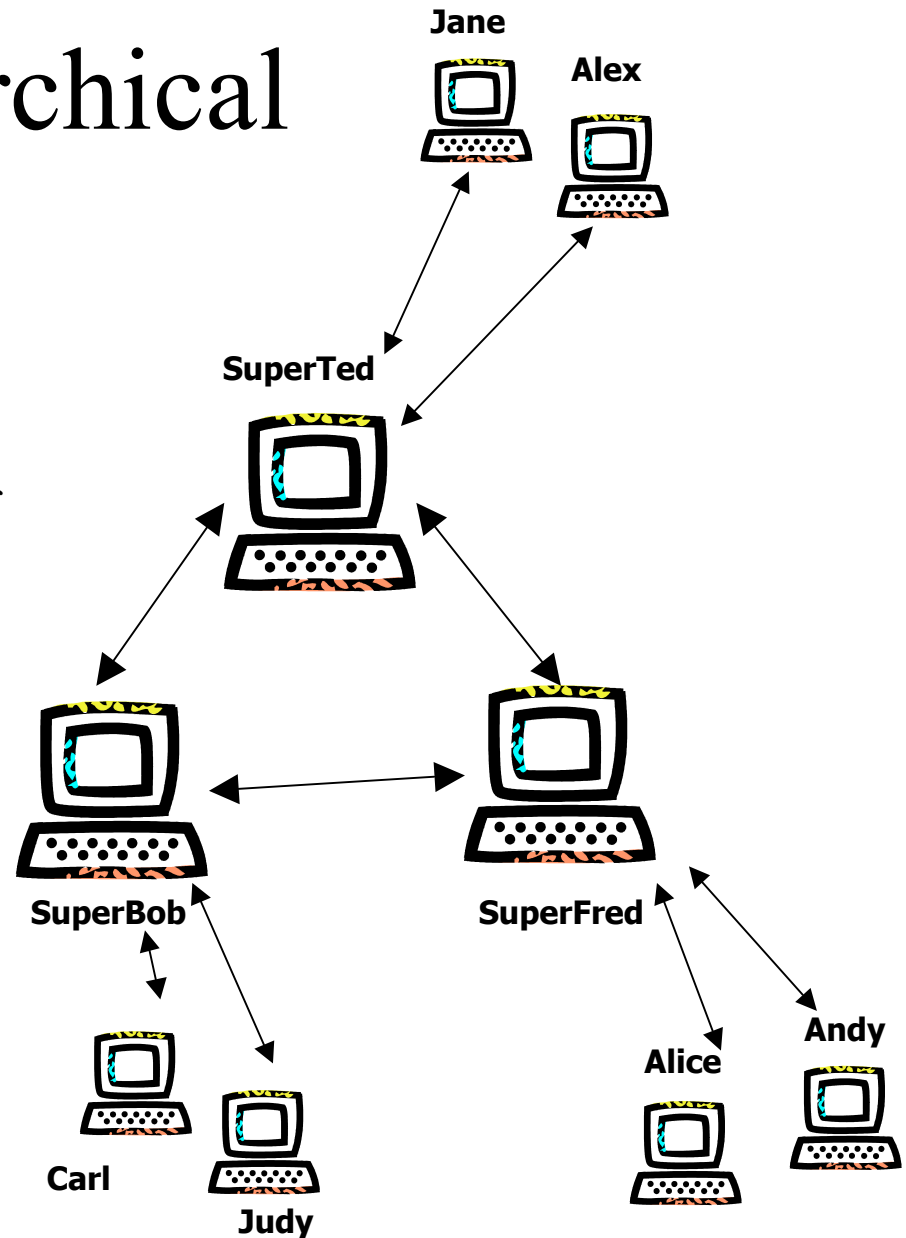 Jane
rchical
Alex
SuperTed
SuperBob
SuperFred
Andy
Alice
Carl
Judy